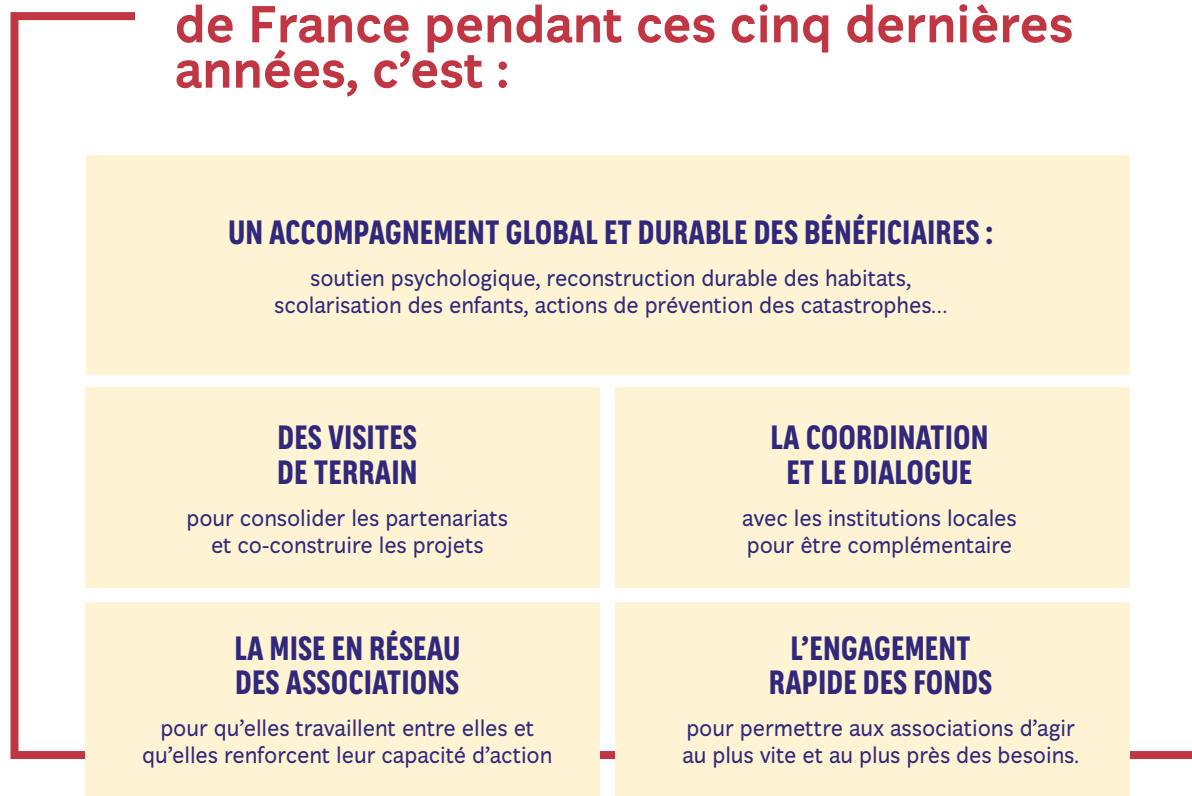 de France pendant ces cinq dernières
années, c’est :
UN ACCOMPAGNEMENT GLOBAL ET DURABLE DES BÉNÉFICIAIRES :
soutien psychologique, reconstruction durable des habitats,
scolarisation des enfants, actions de prévention des catastrophes...
DES VISITES
DE TERRAIN
pour consolider les partenariats
et co-construire les projets
LA COORDINATION
ET LE DIALOGUE
avec les institutions locales
pour être complémentaire
LA MISE EN RÉSEAU
DES ASSOCIATIONS
pour qu’elles travaillent entre elles et
qu’elles renforcent leur capacité d’action
L’ENGAGEMENT
RAPIDE DES FONDS
pour permettre aux associations d’agir
au plus vite et au plus près des besoins.